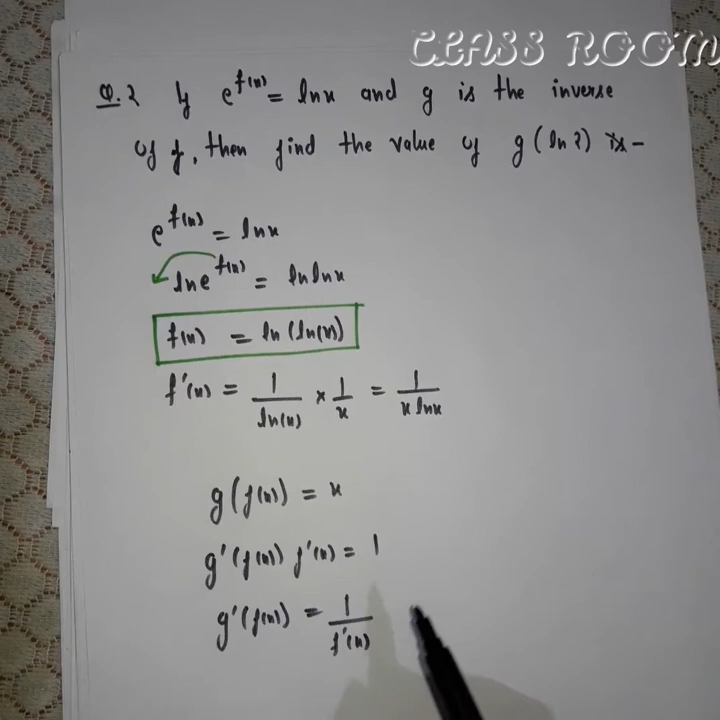 CLASS ROOM
Q.2 If e^{f(x)} = ln x and g is the inverse
of f, then find the value of g(ln 2) is -
e^{f(x)} = ln x
ln e^{f(x)} = ln ln x
f(x) = ln (ln(x))
f'(x) = 1/ln(x) × 1/x = 1/(x ln x)
g(f(x)) = x
g'(f(x)) f'(x) = 1
g'(f(x)) = 1/f'(x)